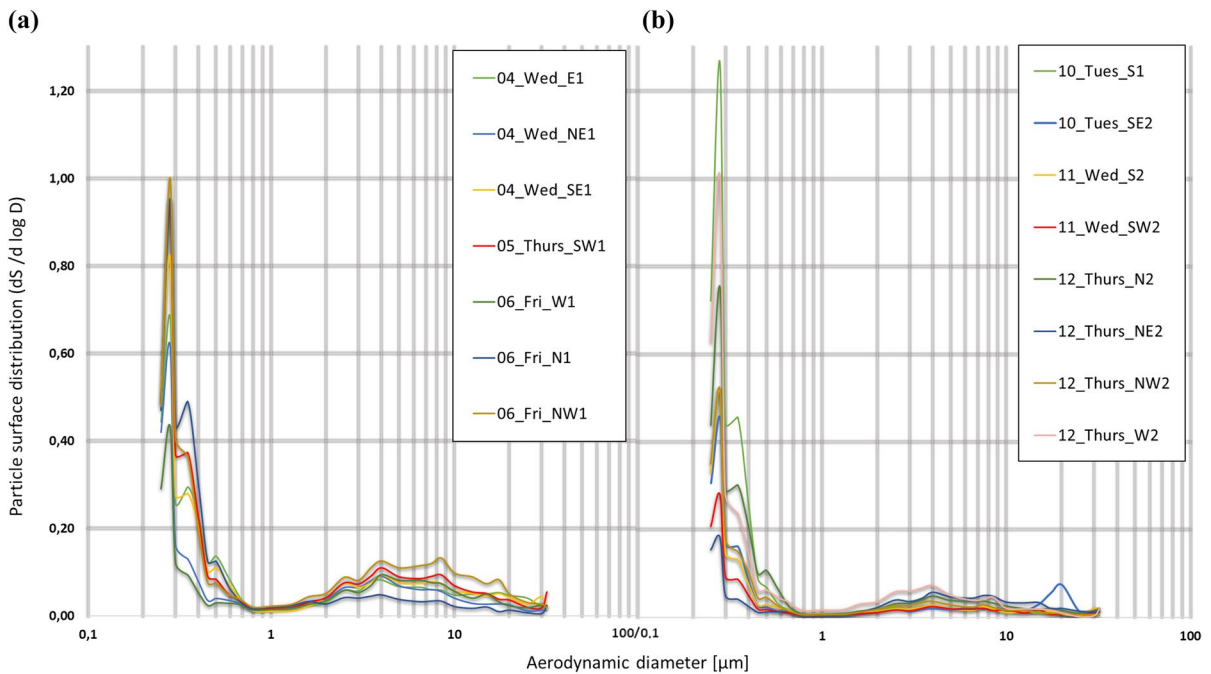 (a)
(b)
Particle surface distribution (dS /d log D)
1,20
1,00
0,80
0,60
0,40
0,20
0,00
04_Wed_E1
04_Wed_NE1
04_Wed_SE1
05_Thurs_SW1
06_Fri_W1
06_Fri_N1
06_Fri_NW1
10_Tues_S1
10_Tues_SE2
11_Wed_S2
11_Wed_SW2
12_Thurs_N2
12_Thurs_NE2
12_Thurs_NW2
12_Thurs_W2
0,1 1 10 100/0.1 1 10 100
Aerodynamic diameter [µm]